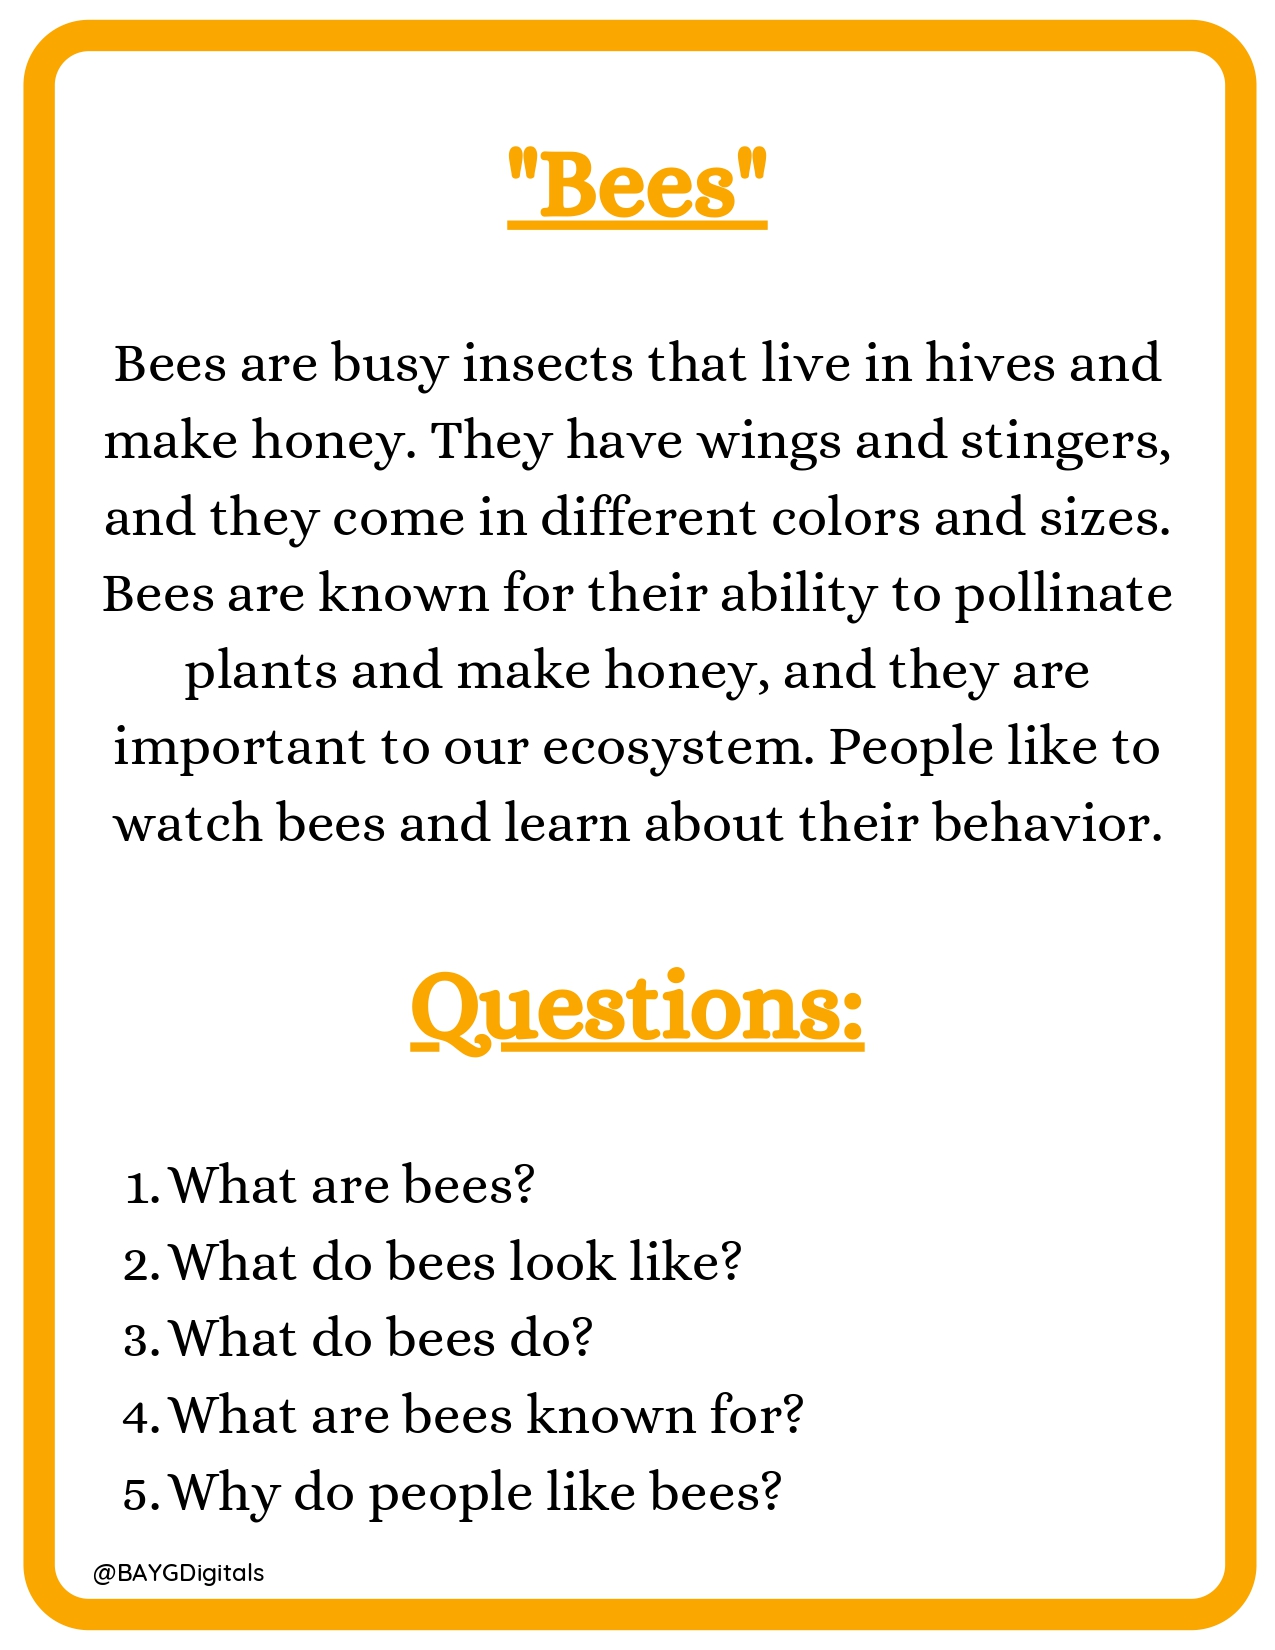 "Bees"
Bees are busy insects that live in hives and
make honey. They have wings and stingers,
and they come in different colors and sizes.
Bees are known for their ability to pollinate
plants and make honey, and they are
important to our ecosystem. People like to
watch bees and learn about their behavior.
Questions:
1. What are bees?
2. What do bees look like?
3. What do bees do?
4. What are bees known for?
5. Why do people like bees?
@BAYGDigitals